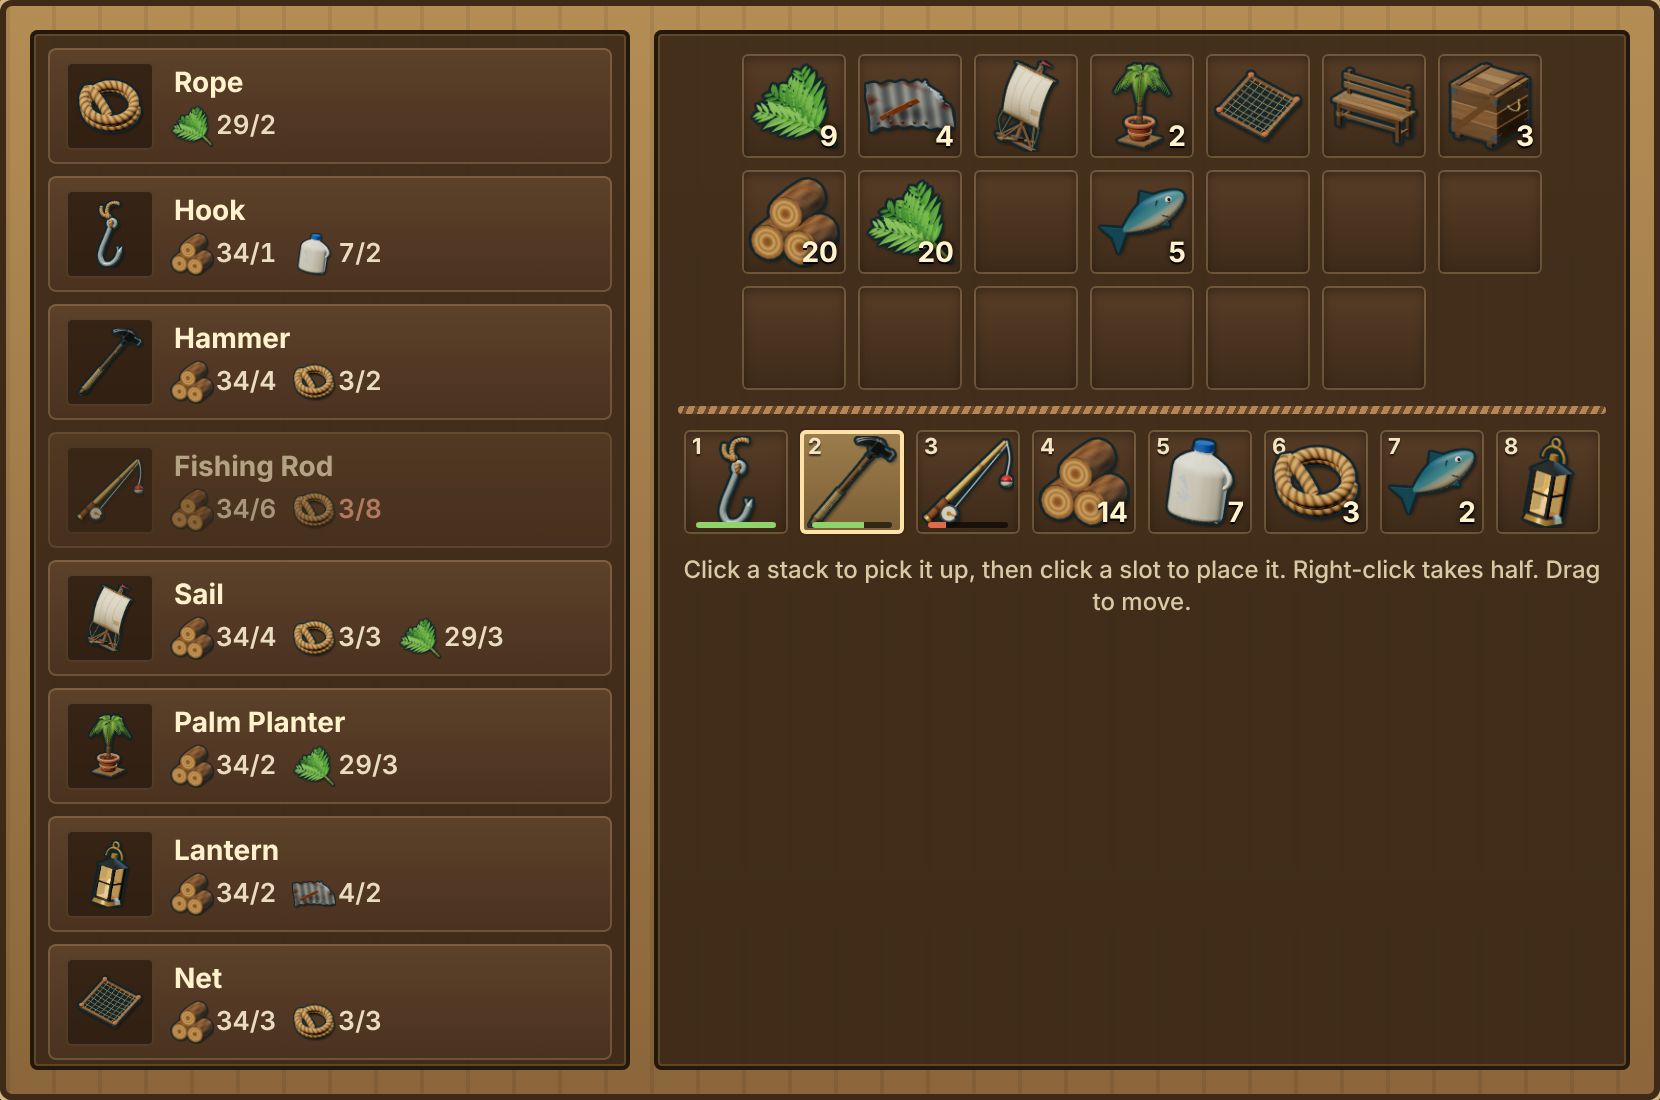 Rope
29/2
Hook
34/1 7/2
Hammer
34/4 3/2
Fishing Rod
34/6 3/8
Sail
34/4 3/3 29/3
Palm Planter
34/2 29/3
Lantern
34/2 4/2
Net
34/3 3/3
9 4 2 3
20 20 5
1 2 3 4 5 6 7 8
14 7 3 2
Click a stack to pick it up, then click a slot to place it. Right-click takes half. Drag
to move.